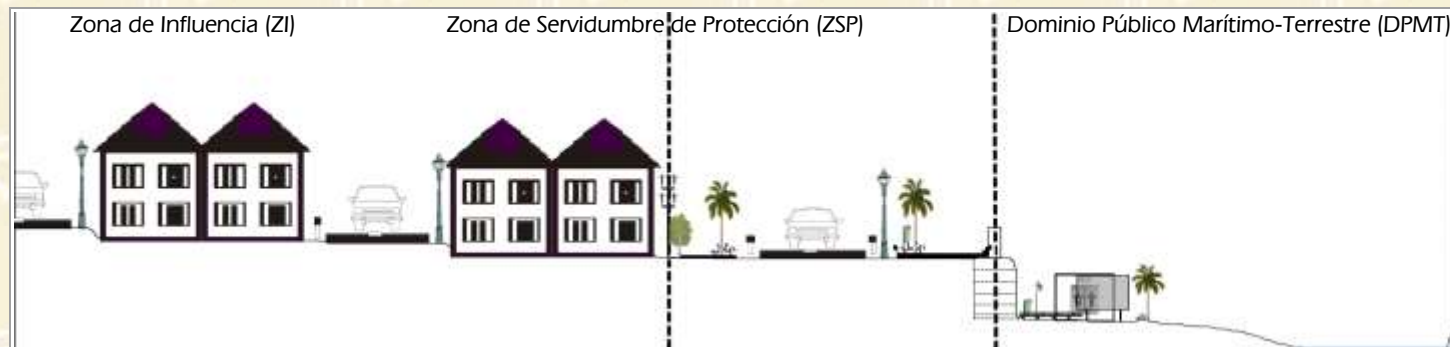 Zona de Influencia (ZI)
Zona de Servidumbre de Protección (ZSP)
Dominio Público Marítimo-Terrestre (DPMT)